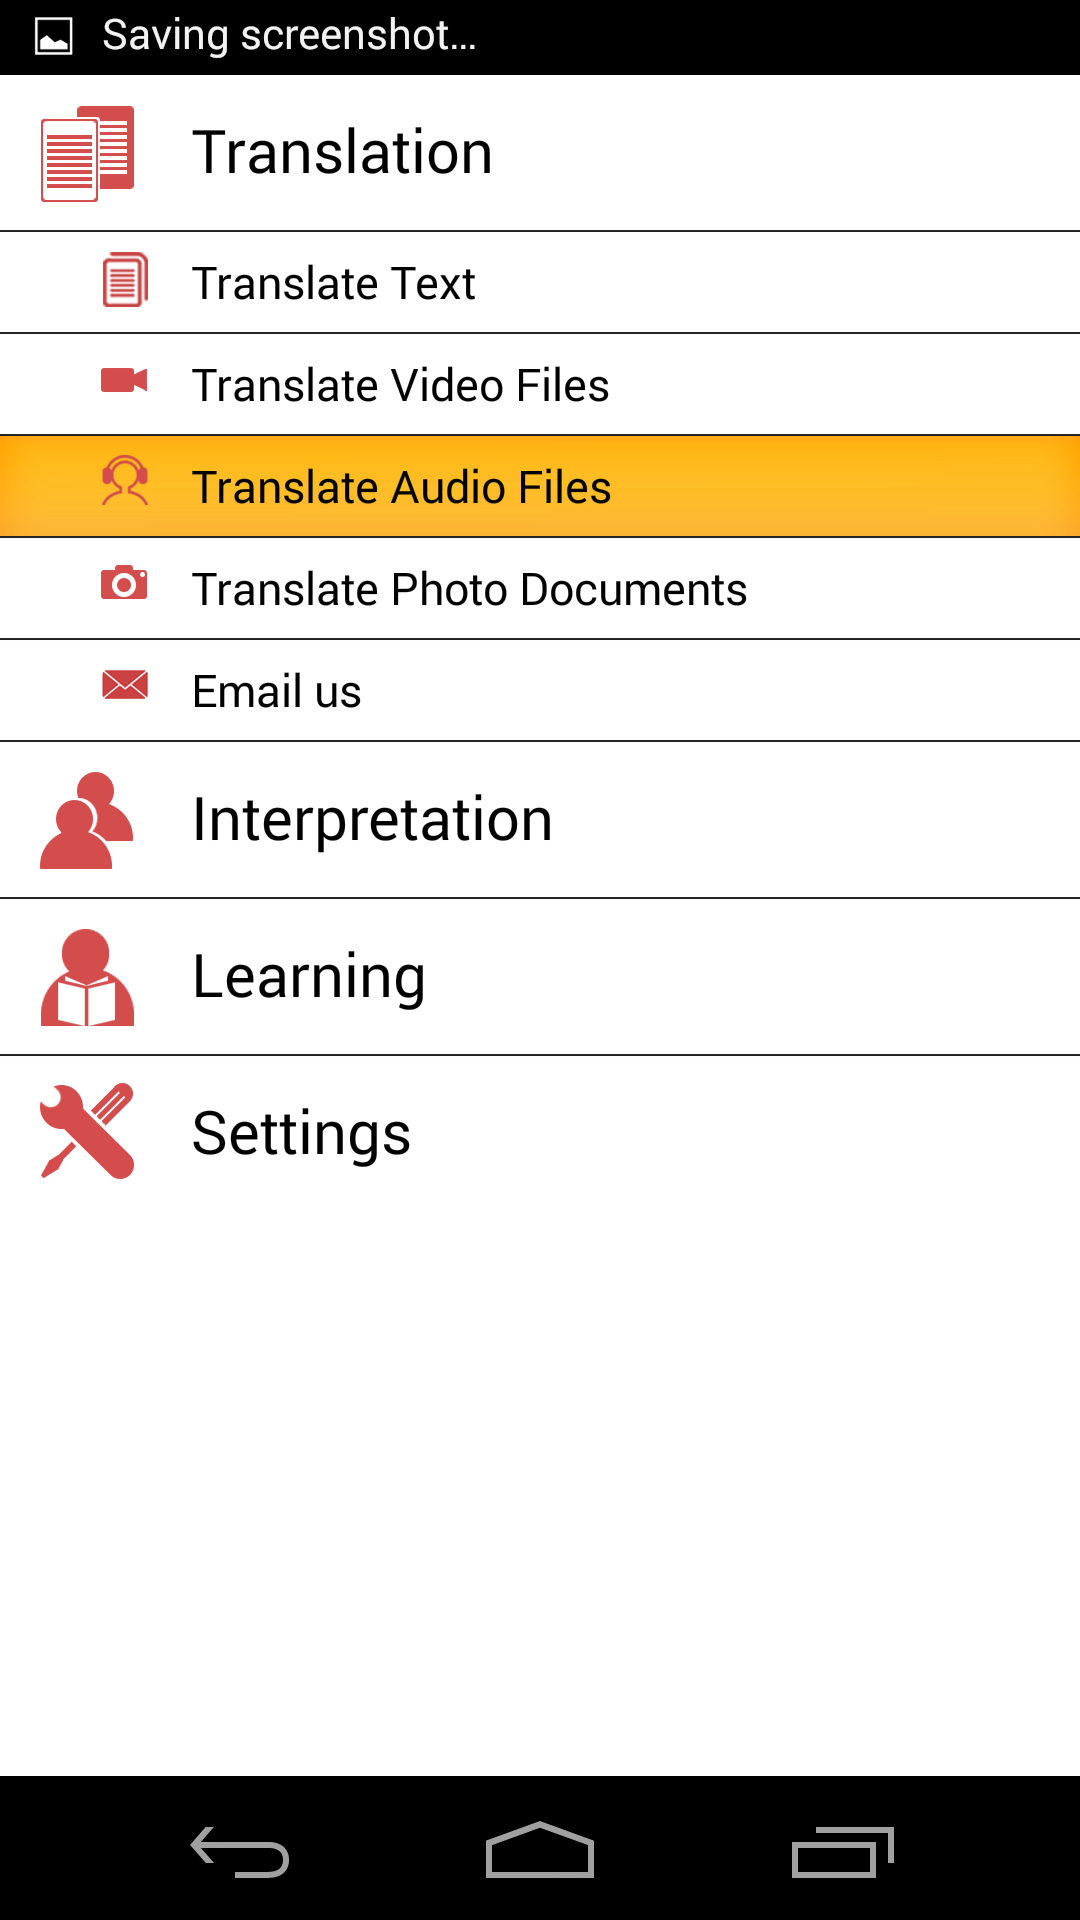 Saving screenshot...
Translation
Translate Text
Translate Video Files
Translate Audio Files
Translate Photo Documents
Email us
Interpretation
Learning
Settings